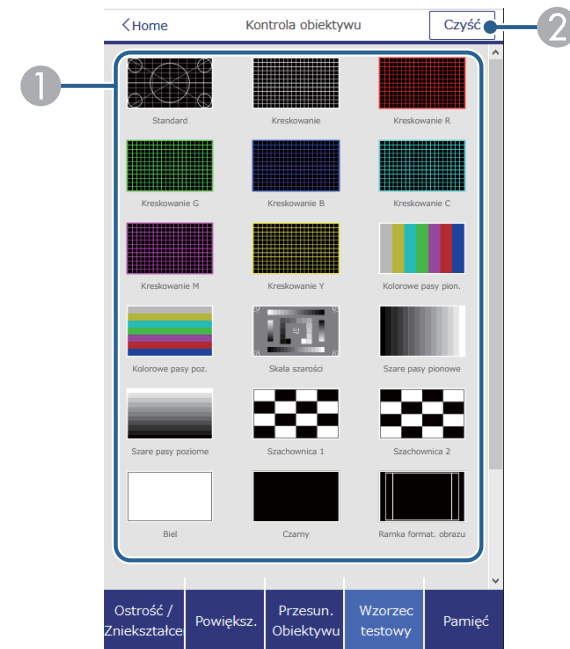 <Home Kontrola obiektywu Czyść 2
1
Standard Kreskowanie Kreskowanie R
Kreskowanie G Kreskowanie B Kreskowanie C
Kreskowanie M Kreskowanie Y Kolorowe pasy pion.
Kolorowe pasy poz. Skala szarości Szare pasy pionowe
Szare pasy poziome Szachownica 1 Szachownica 2
Biel Czarny Ramka format. obrazu
Ostrość /
Zniekształce
Powiększ.
Przesun.
Obiektywu
Wzorzec
testowy
Pamięć